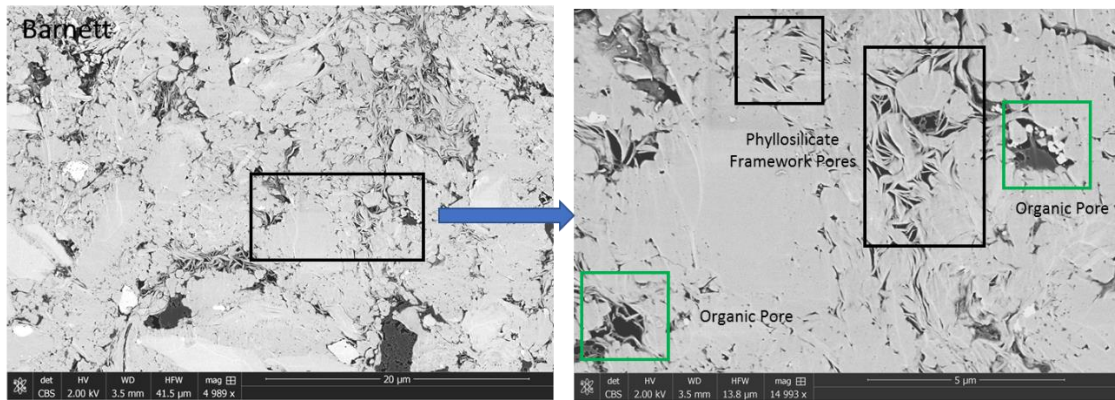 Barnett
det HV WD HFW mag 20 µm
CBS 2.00 kV 3.5 mm 41.5 µm 4 989 x
Phyllosilicate
Framework Pores
Organic Pore
Organic Pore
det HV WD HFW mag 5 µm
CBS 2.00 kV 3.5 mm 13.8 µm 14 993 x